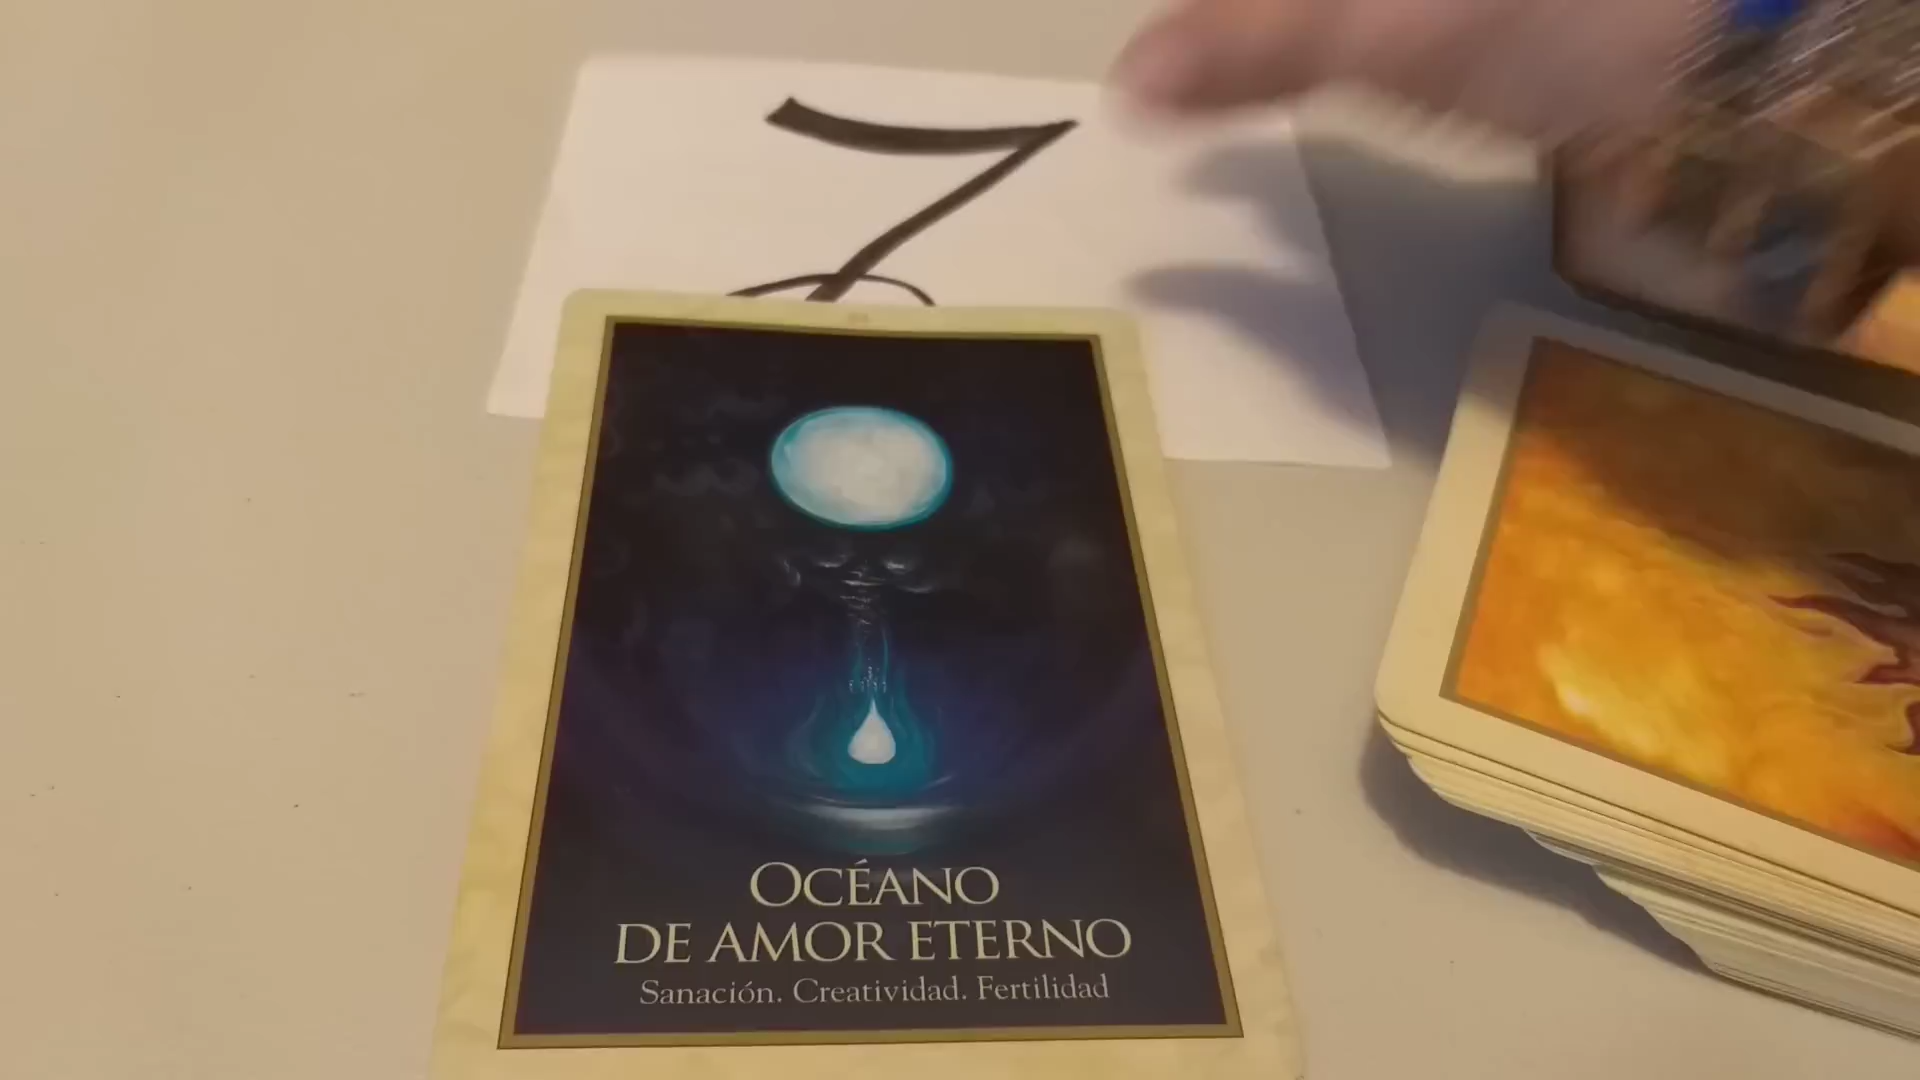 7
OCÉANO
DE AMOR ETERNO
Sanación. Creatividad. Fertilidad